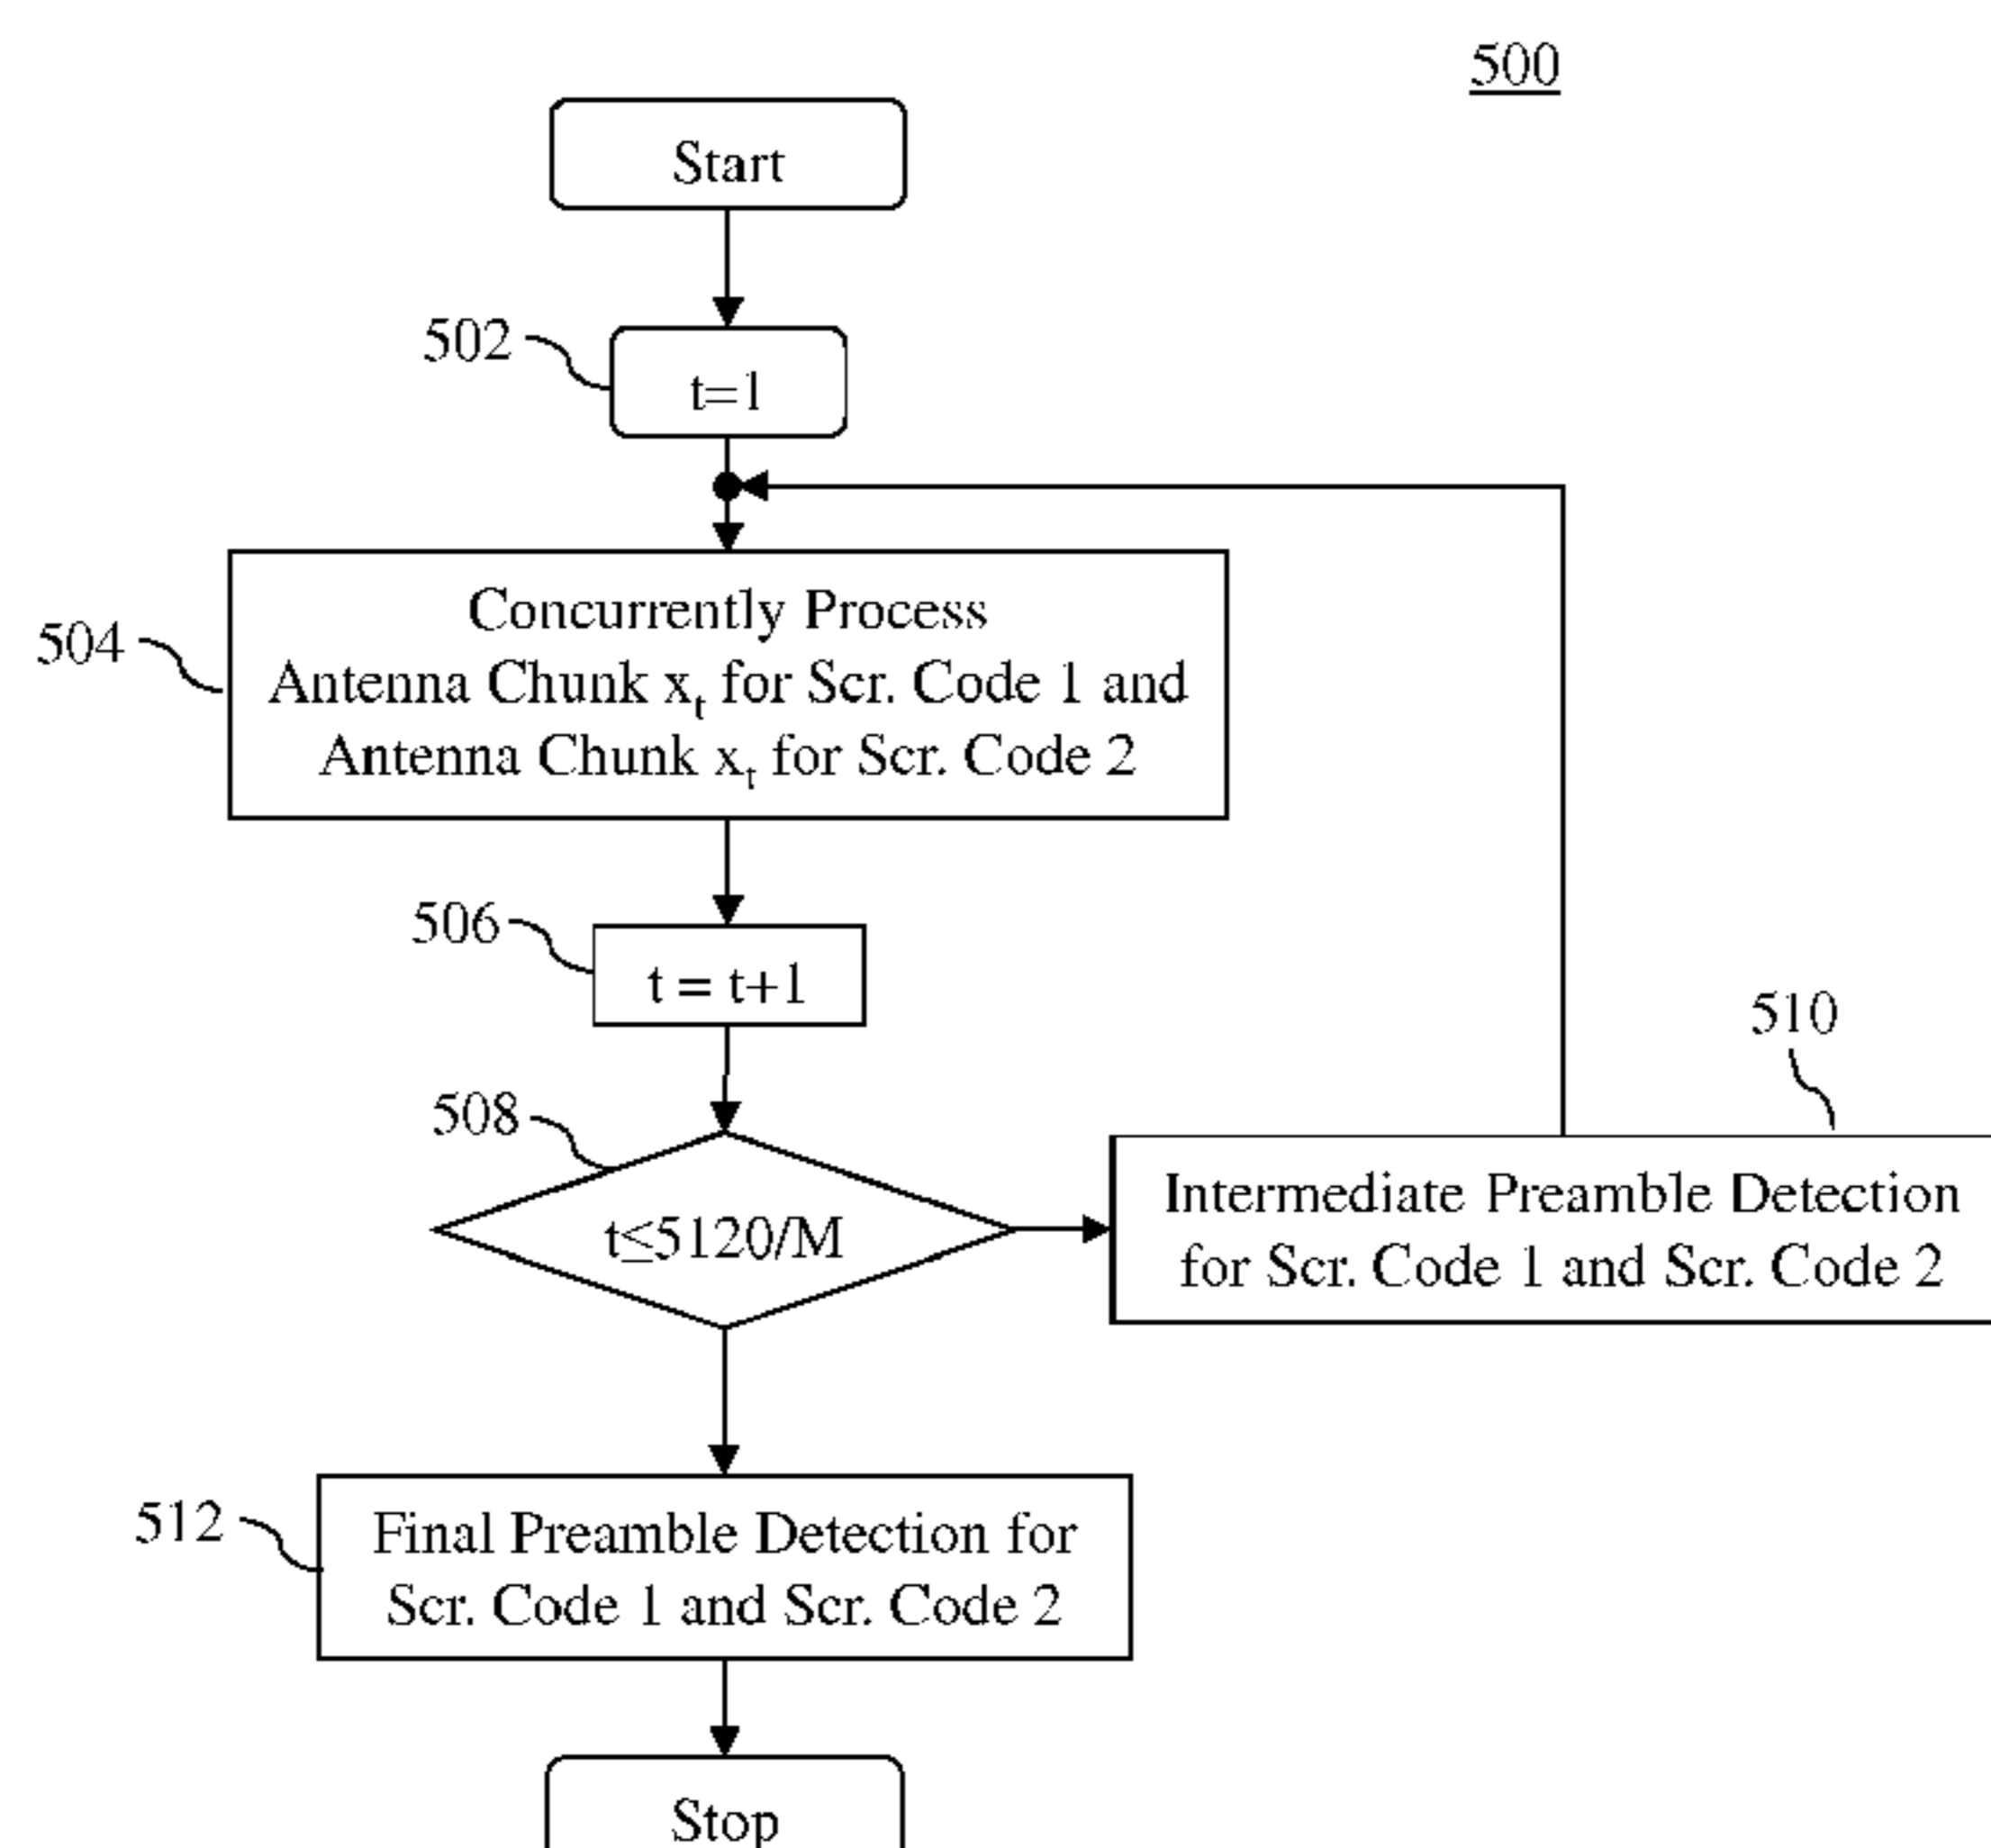 500
Start
502
t=1
504
Concurrently Process
Antenna Chunk xₜ for Scr. Code 1 and
Antenna Chunk xₜ for Scr. Code 2
506
t = t+1
508
t≤5120/M
510
Intermediate Preamble Detection
for Scr. Code 1 and Scr. Code 2
512
Final Preamble Detection for
Scr. Code 1 and Scr. Code 2
Stop